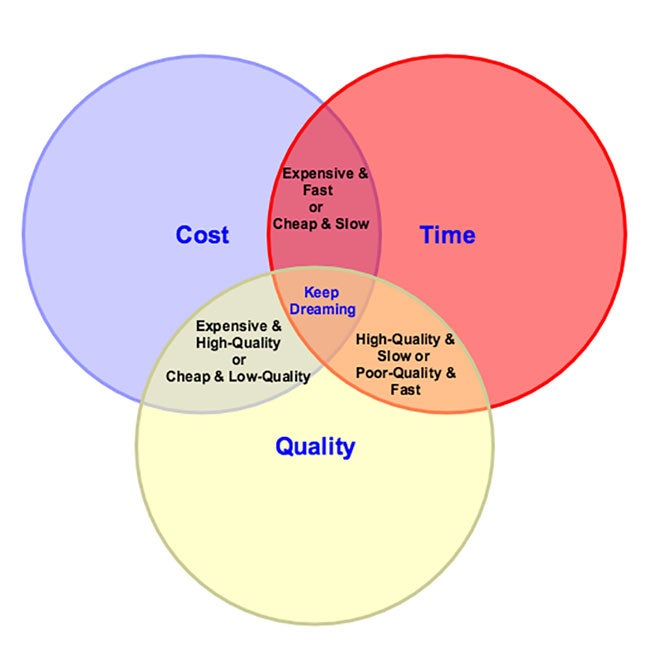 Expensive &
Fast
or
Cheap & Slow
Cost
Time
Keep
Dreaming
Expensive &
High-Quality
or
Cheap & Low-Quality
High-Quality &
Slow or
Poor-Quality &
Fast
Quality